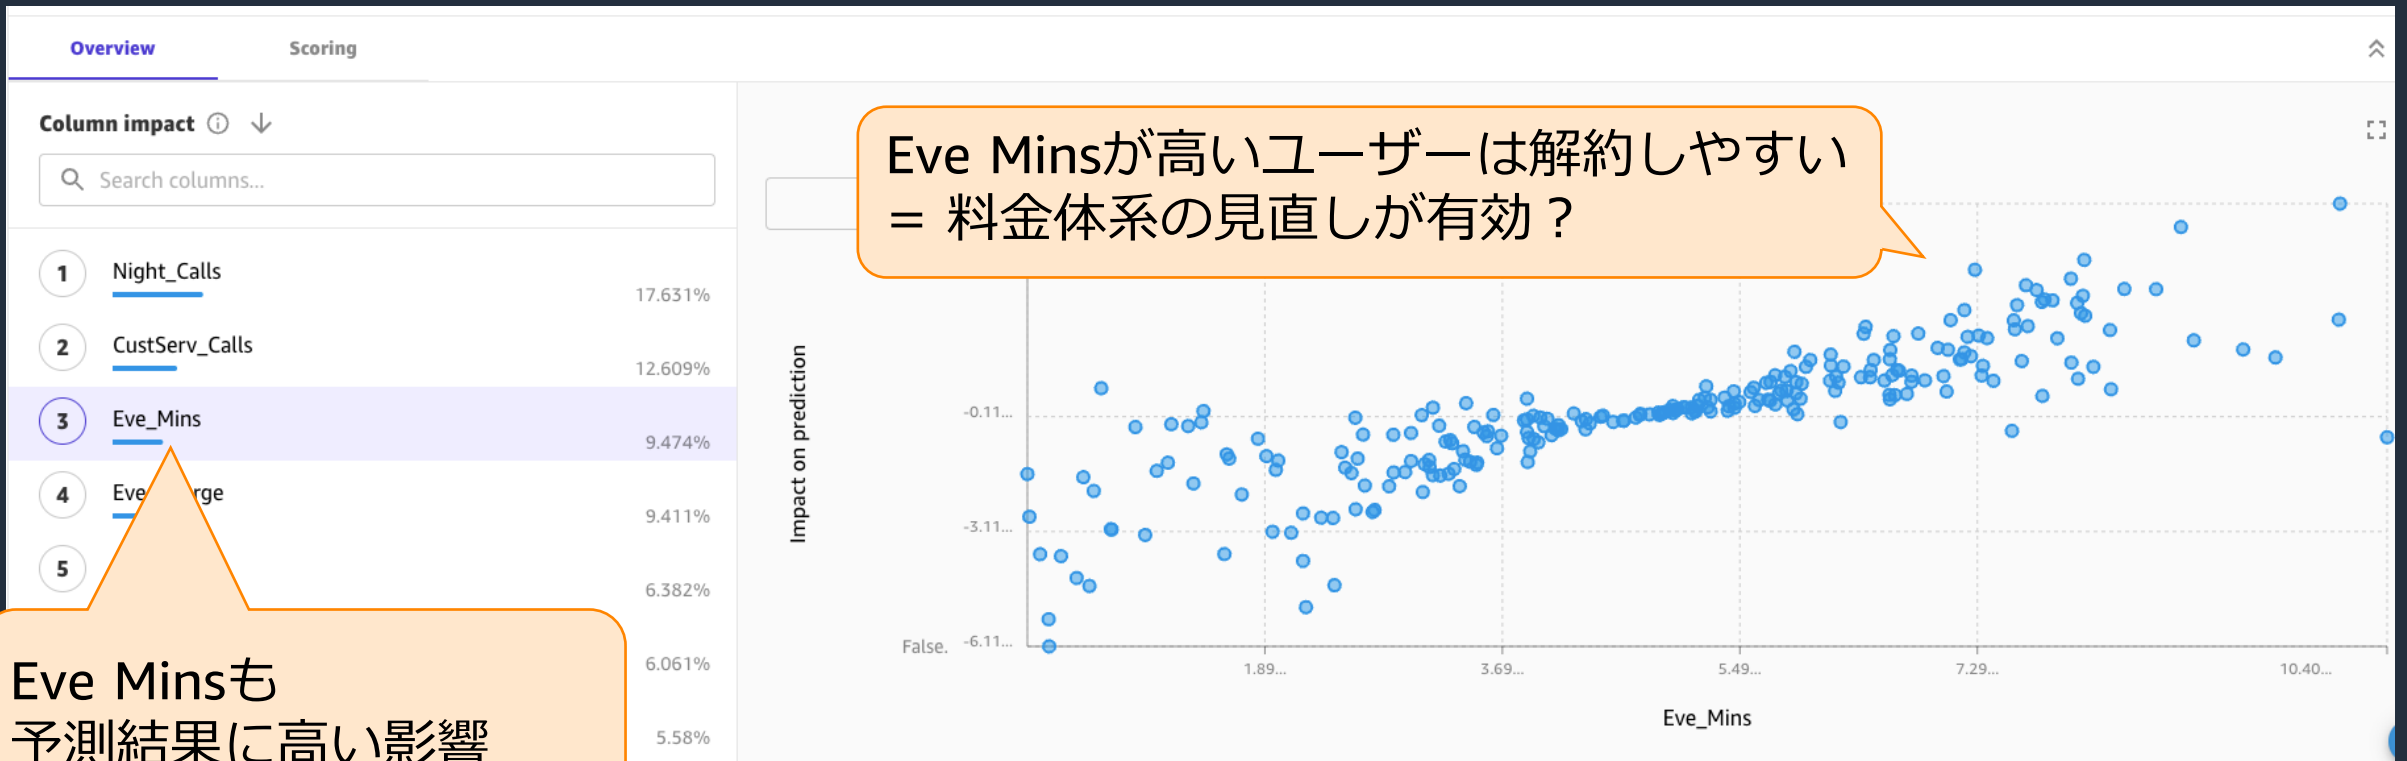 Overview
Scoring
Column impact
Search columns...
1
Night_Calls
17.631%
2
CustServ_Calls
12.609%
3
Eve_Mins
9.474%
4
9.411%
5
6.382%
6.061%
5.58%
Eve Minsも
予測結果に高い影響
Eve Minsが高いユーザーは解約しやすい
= 料金体系の見直しが有効？
Impact on prediction
-0.11...
-3.11...
False.
-6.11...
1.89...
3.69...
5.49...
7.29...
10.40...
Eve_Mins